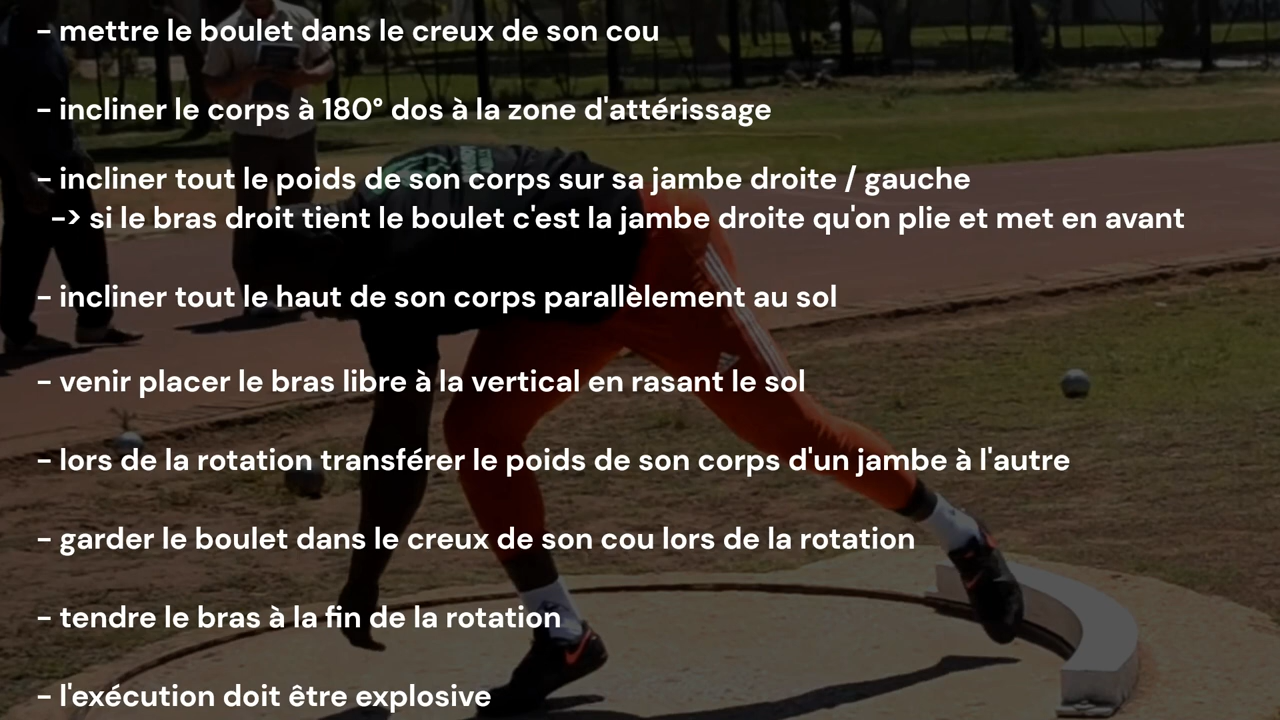 - mettre le boulet dans le creux de son cou
- incliner le corps à 180° dos à la zone d'attérissage
- incliner tout le poids de son corps sur sa jambe droite / gauche
-> si le bras droit tient le boulet c'est la jambe droite qu'on plie et met en avant
- incliner tout le haut de son corps parallèlement au sol
- venir placer le bras libre à la vertical en rasant le sol
- lors de la rotation transférer le poids de son corps d'un jambe à l'autre
- garder le boulet dans le creux de son cou lors de la rotation
- tendre le bras à la fin de la rotation
- l'exécution doit être explosive